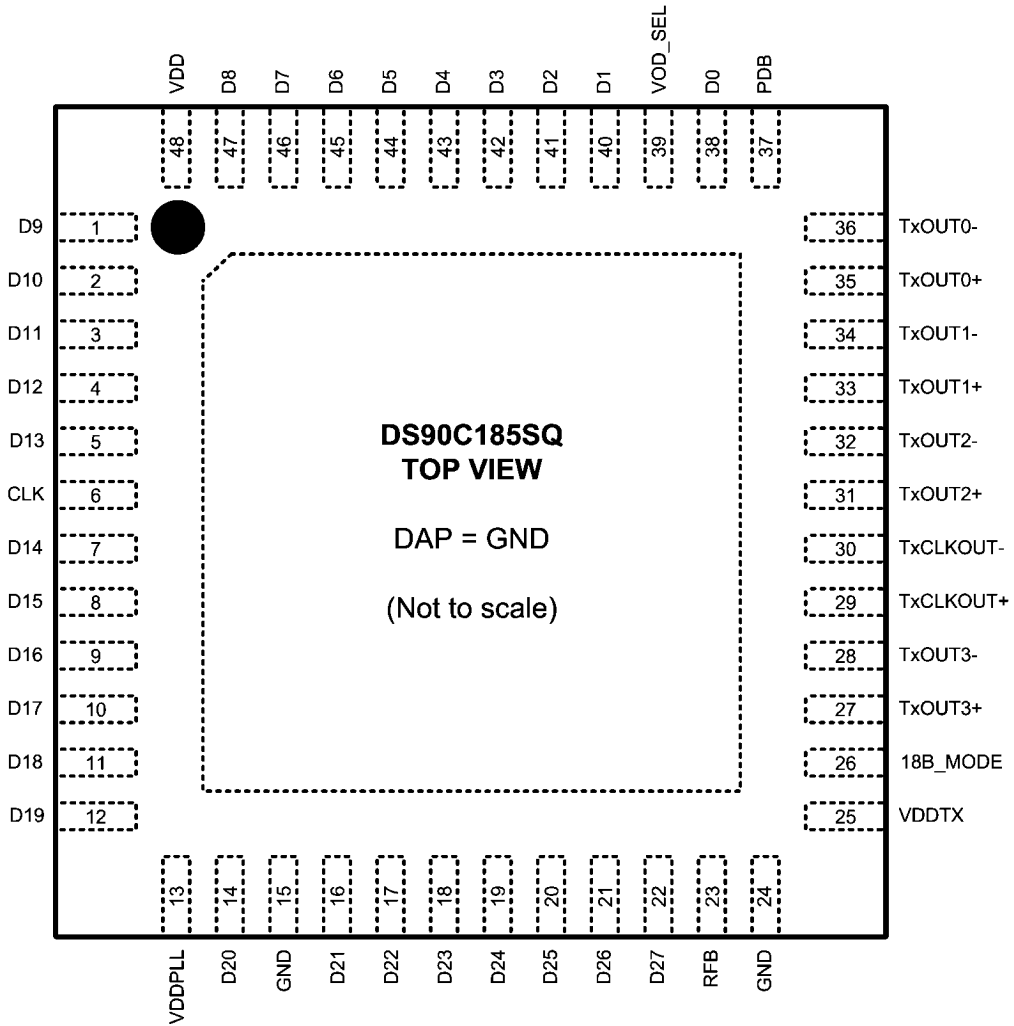 VDD D8 D7 D6 D5 D4 D3 D2 D1 VOD_SEL D0 PDB
48 47 46 45 44 43 42 41 40 39 38 37
D9 1 36 TxOUT0-
D10 2 35 TxOUT0+
D11 3 34 TxOUT1-
D12 4 33 TxOUT1+
D13 5 32 TxOUT2-
CLK 6 31 TxOUT2+
D14 7 30 TxCLKOUT-
D15 8 29 TxCLKOUT+
D16 9 28 TxOUT3-
D17 10 27 TxOUT3+
D18 11 26 18B_MODE
D19 12 25 VDDTX
DS90C185SQ
TOP VIEW
DAP = GND
(Not to scale)
13 14 15 16 17 18 19 20 21 22 23 24
VDDPLL D20 GND D21 D22 D23 D24 D25 D26 D27 RFB GND